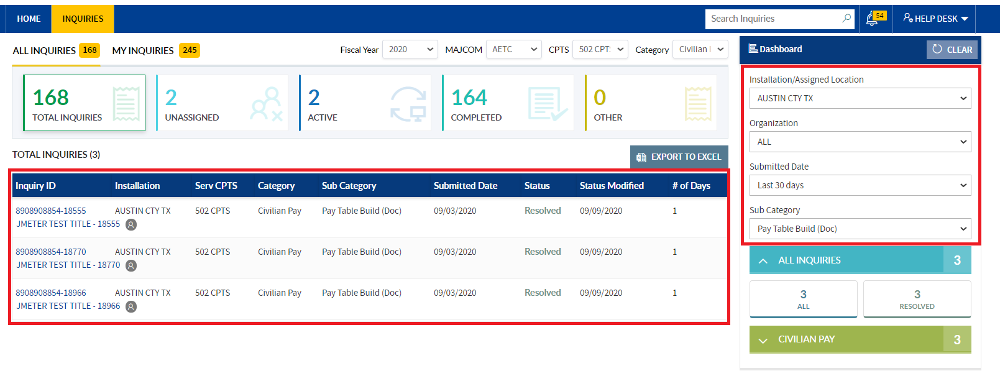 HOME INQUIRIES Search Inquiries 54 HELP DESK
ALL INQUIRIES 168 MY INQUIRIES 245 Fiscal Year 2020 MAJCOM AETC CPTS 502 CPT Category Civilian
168 TOTAL INQUIRIES
2 UNASSIGNED
2 ACTIVE
164 COMPLETED
0 OTHER
TOTAL INQUIRIES (3) EXPORT TO EXCEL
Inquiry ID Installation Serv CPTS Category Sub Category Submitted Date Status Status Modified # of Days
8908908854-18555 AUSTIN CTY TX 502 CPTS Civilian Pay Pay Table Build (Doc) 09/03/2020 Resolved 09/09/2020 1
JMETER TEST TITLE - 18555
8908908854-18770 AUSTIN CTY TX 502 CPTS Civilian Pay Pay Table Build (Doc) 09/03/2020 Resolved 09/09/2020 1
JMETER TEST TITLE - 18770
8908908854-18966 AUSTIN CTY TX 502 CPTS Civilian Pay Pay Table Build (Doc) 09/03/2020 Resolved 09/09/2020 1
JMETER TEST TITLE - 18966
Dashboard CLEAR
Installation/Assigned Location
AUSTIN CTY TX
Organization
ALL
Submitted Date
Last 30 days
Sub Category
Pay Table Build (Doc)
ALL INQUIRIES 3
3 3
ALL RESOLVED
CIVILIAN PAY 3